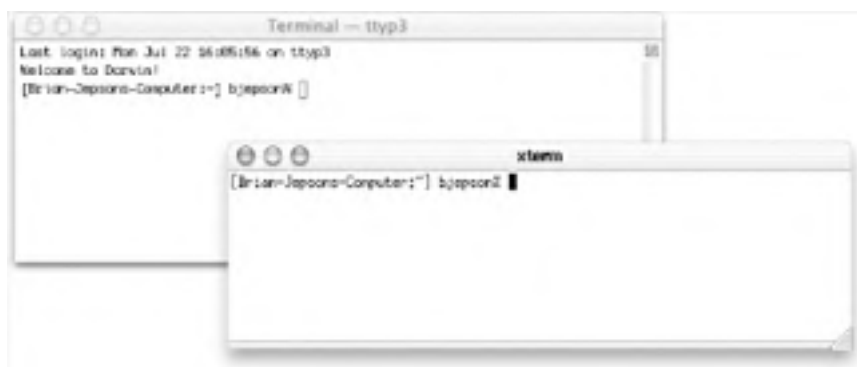 Terminal — ttyp3
Last login: Mon Jul 22 16:05:56 on ttyp3
Welcome to Darwin!
[Brian-Jepsons-Computer:~] bjepson%
xterm
[Brian-Jepsons-Computer:~] bjepson%